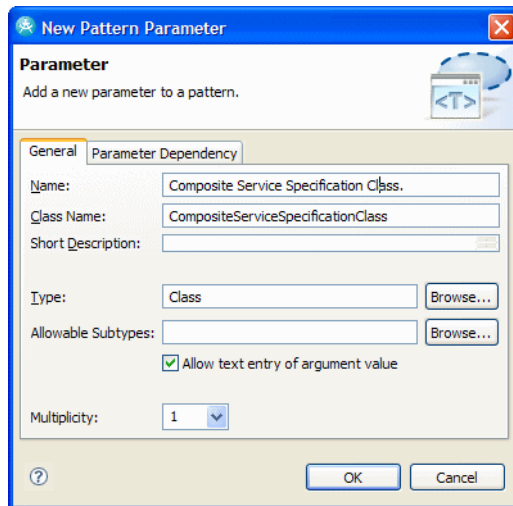 New Pattern Parameter
Parameter
Add a new parameter to a pattern.
<T>
General Parameter Dependency
Name: Composite Service Specification Class.
Class Name: CompositeServiceSpecificationClass
Short Description:
Type: Class Browse...
Allowable Subtypes: Browse...
Allow text entry of argument value
Multiplicity: 1
? OK Cancel